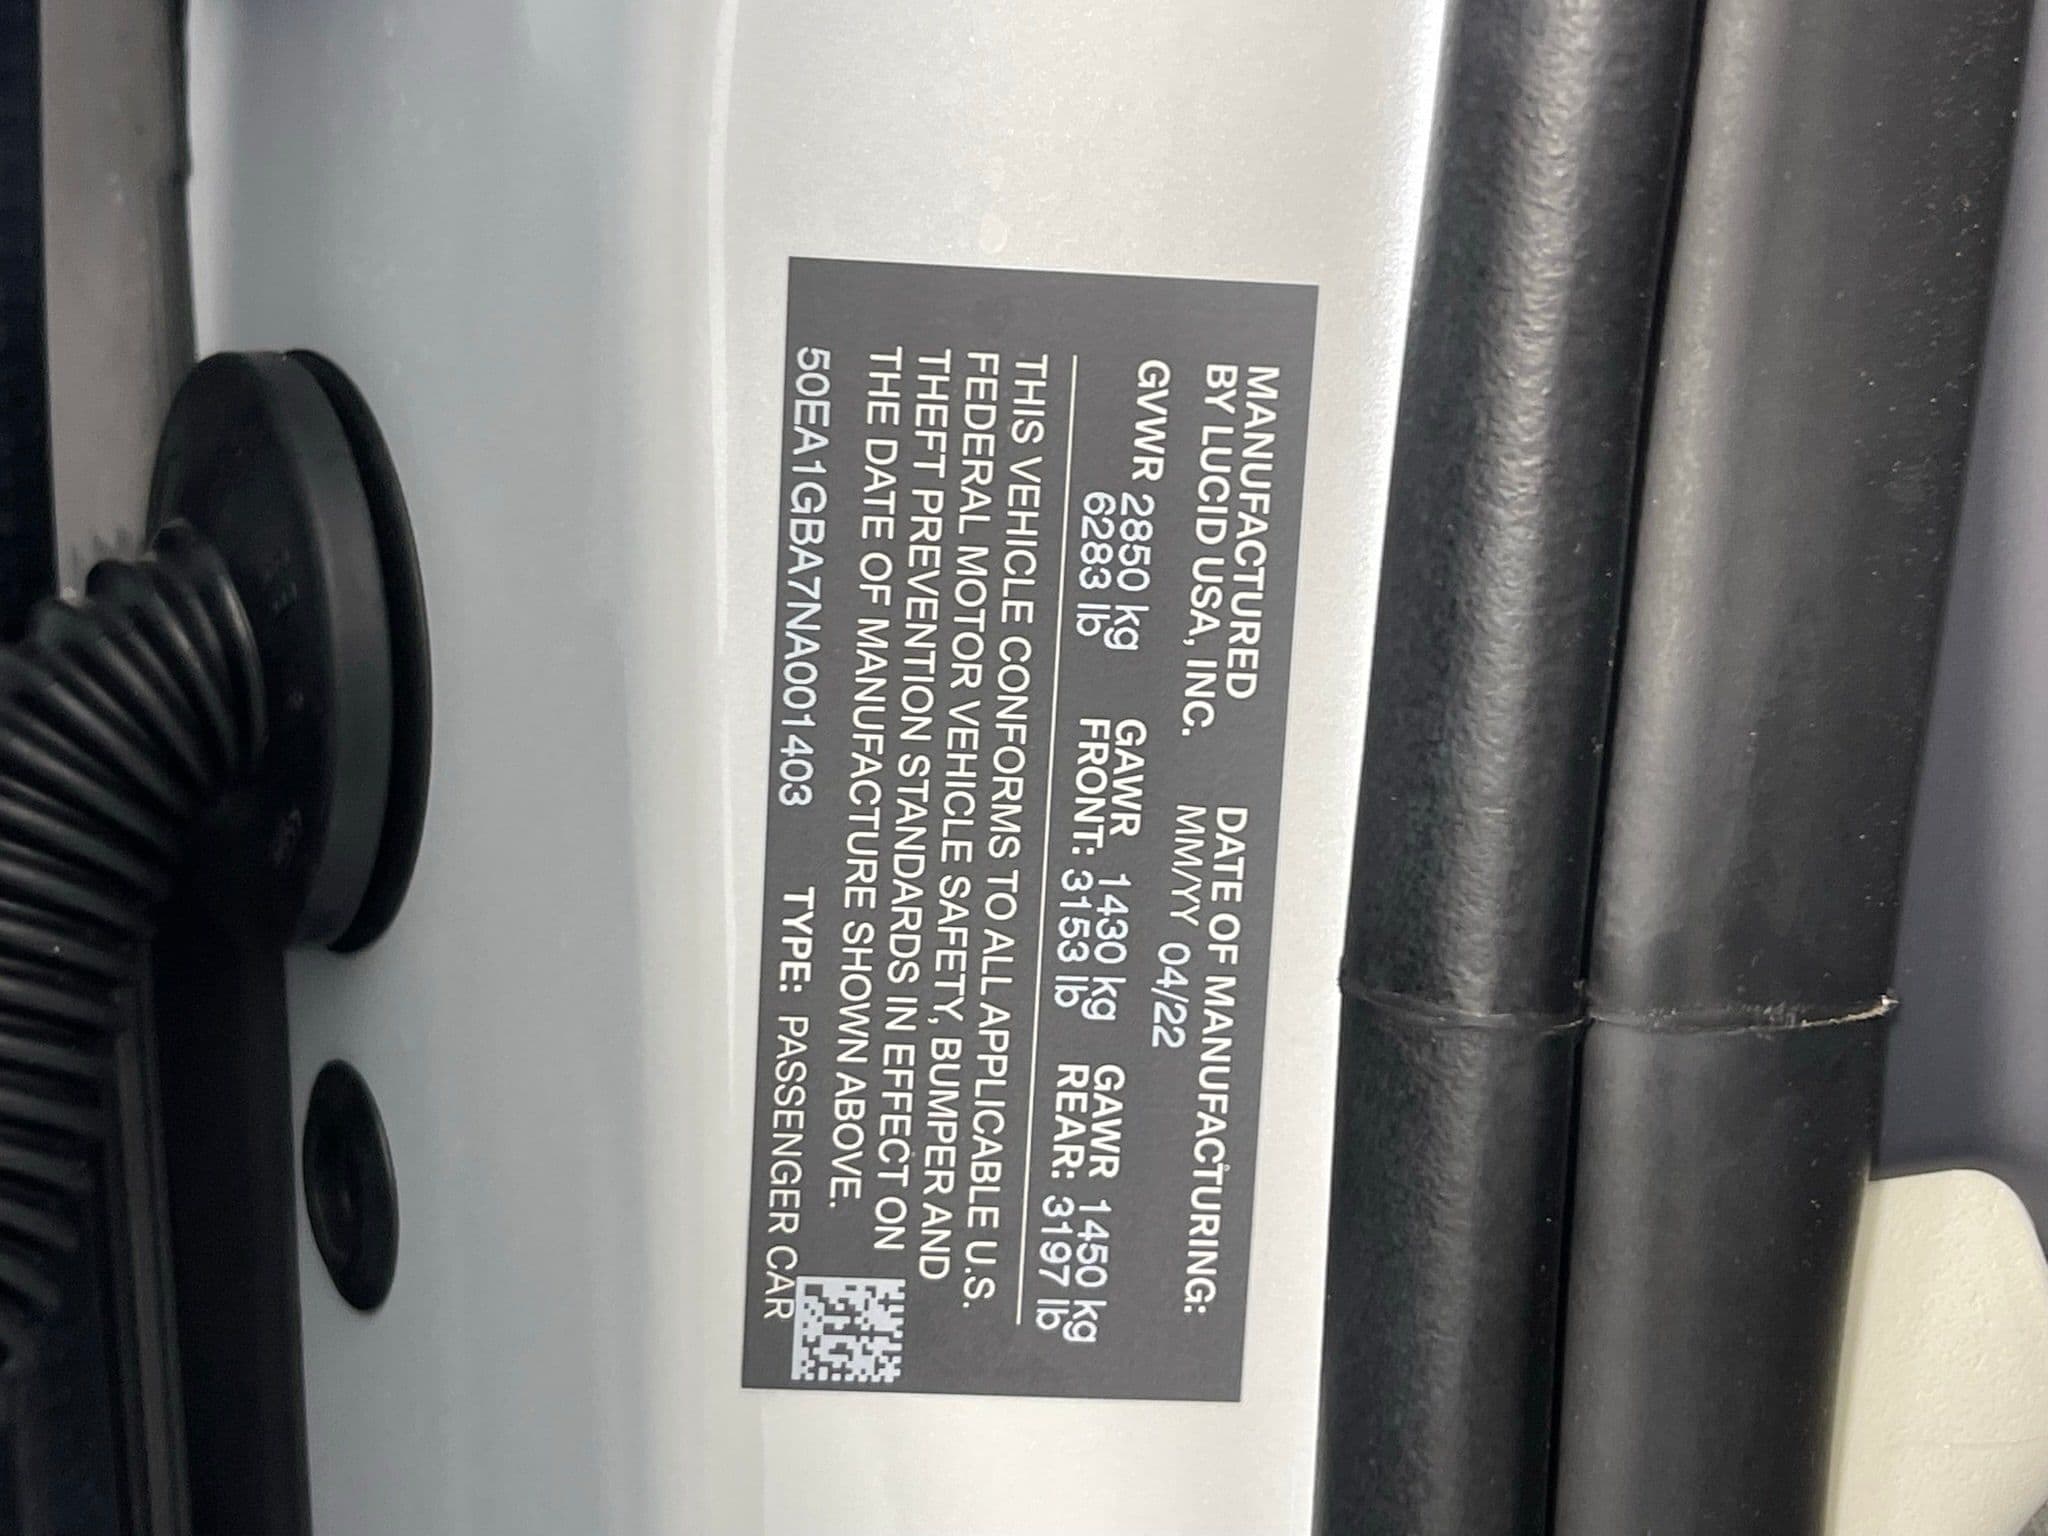 MANUFACTURED
BY LUCID USA, INC.
DATE OF MANUFACTURING:
MM/YY 04/22
GVWR 2850 kg
6283 lb
GAWR 1430 kg
FRONT: 3153 lb
GAWR 1450 kg
REAR: 3197 lb
THIS VEHICLE CONFORMS TO ALL APPLICABLE U.S.
FEDERAL MOTOR VEHICLE SAFETY, BUMPER AND
THEFT PREVENTION STANDARDS IN EFFECT ON
THE DATE OF MANUFACTURE SHOWN ABOVE.
50EA1GBA7NA001403 TYPE: PASSENGER CAR